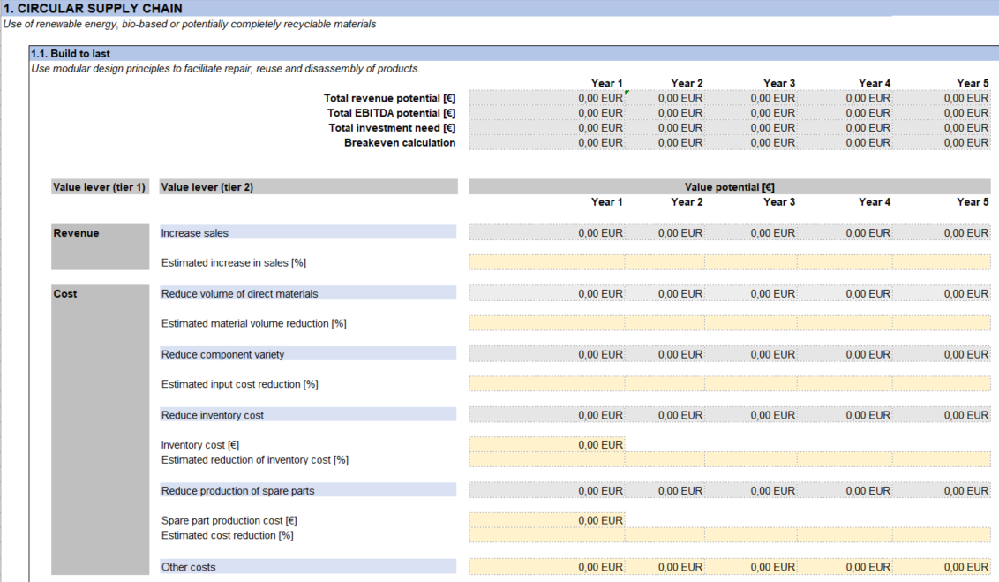 1. CIRCULAR SUPPLY CHAIN
Use of renewable energy, bio-based or potentially completely recyclable materials
1.1. Build to last
Use modular design principles to facilitate repair, reuse and disassembly of products.
Year 1 Year 2 Year 3 Year 4 Year 5
Total revenue potential [€] 0,00 EUR 0,00 EUR 0,00 EUR 0,00 EUR 0,00 EUR
Total EBITDA potential [€] 0,00 EUR 0,00 EUR 0,00 EUR 0,00 EUR 0,00 EUR
Total investment need [€] 0,00 EUR 0,00 EUR 0,00 EUR 0,00 EUR 0,00 EUR
Breakeven calculation 0,00 EUR 0,00 EUR 0,00 EUR 0,00 EUR 0,00 EUR
Value lever (tier 1) Value lever (tier 2) Value potential [€]
Year 1 Year 2 Year 3 Year 4 Year 5
Revenue Increase sales 0,00 EUR 0,00 EUR 0,00 EUR 0,00 EUR 0,00 EUR
Estimated increase in sales [%]
Cost Reduce volume of direct materials 0,00 EUR 0,00 EUR 0,00 EUR 0,00 EUR 0,00 EUR
Estimated material volume reduction [%]
Reduce component variety 0,00 EUR 0,00 EUR 0,00 EUR 0,00 EUR 0,00 EUR
Estimated input cost reduction [%]
Reduce inventory cost 0,00 EUR 0,00 EUR 0,00 EUR 0,00 EUR 0,00 EUR
Inventory cost [€] 0,00 EUR
Estimated reduction of inventory cost [%]
Reduce production of spare parts 0,00 EUR 0,00 EUR 0,00 EUR 0,00 EUR 0,00 EUR
Spare part production cost [€] 0,00 EUR
Estimated cost reduction [%]
Other costs 0,00 EUR 0,00 EUR 0,00 EUR 0,00 EUR 0,00 EUR